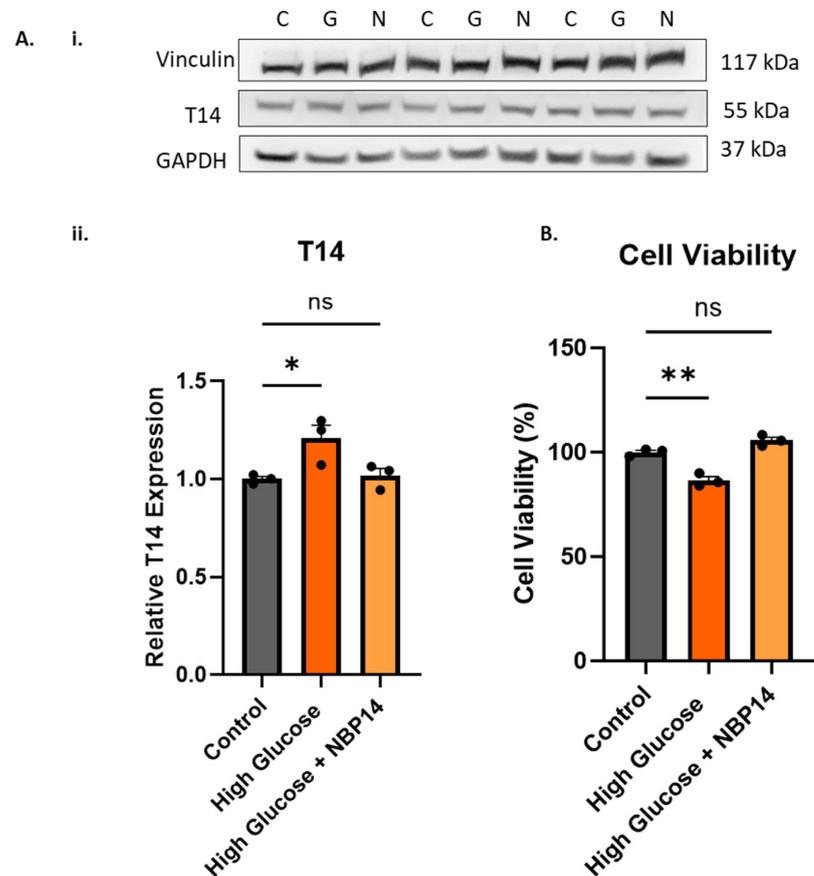 C G N C G N C G N
A. i.
Vinculin 117 kDa
T14 55 kDa
GAPDH 37 kDa
ii.
T14
ns
*
Relative T14 Expression
1.5
1.0
0.5
0.0
Control
High Glucose
High Glucose + NBP14
B.
Cell Viability
ns
**
Cell Viability (%)
150
100
50
0
Control
High Glucose
High Glucose + NBP14